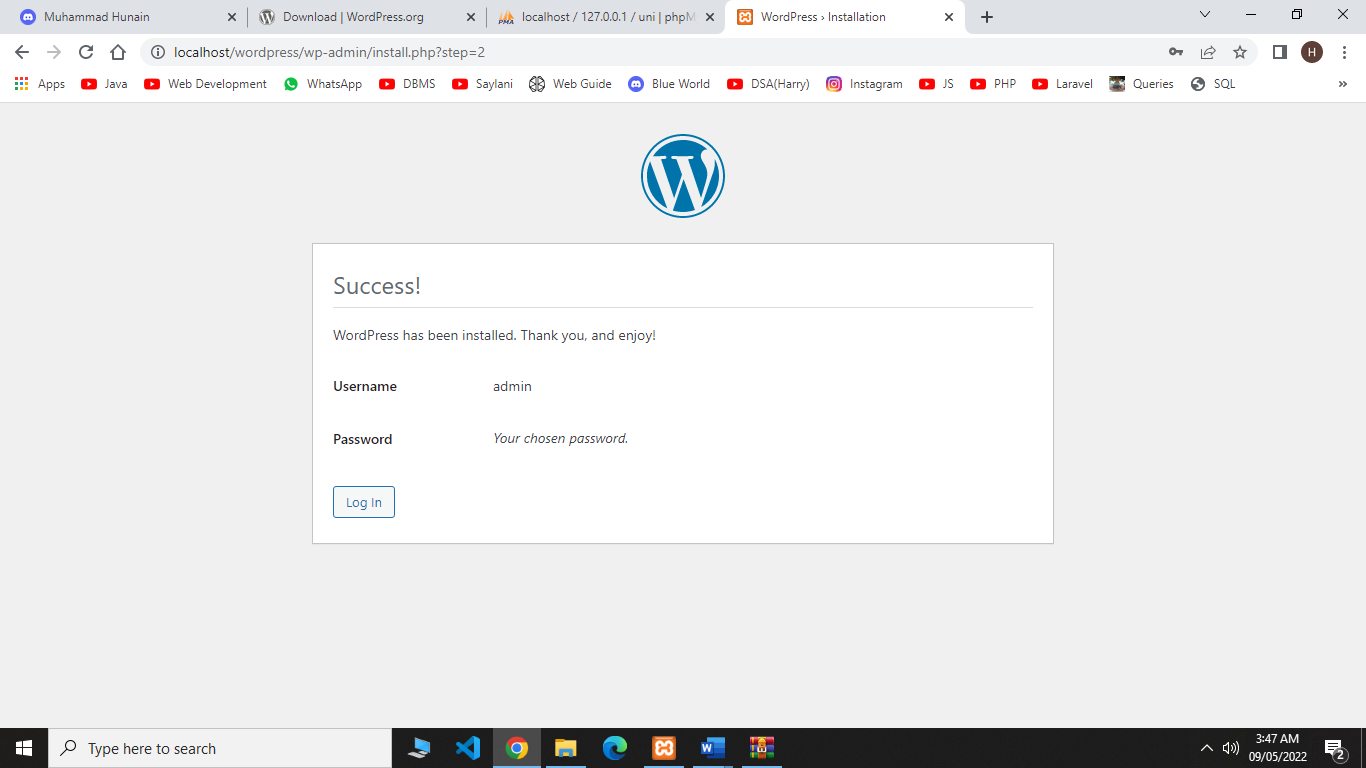 Muhammad Hunain
Download | WordPress.org
localhost / 127.0.0.1 / uni | phpM
WordPress › Installation
localhost/wordpress/wp-admin/install.php?step=2
H
Apps
Java
Web Development
WhatsApp
DBMS
Saylani
Web Guide
Blue World
DSA(Harry)
Instagram
JS
PHP
Laravel
Queries
SQL
»
Success!
WordPress has been installed. Thank you, and enjoy!
Username admin
Password Your chosen password.
Log In
Type here to search
3:47 AM
09/05/2022
2